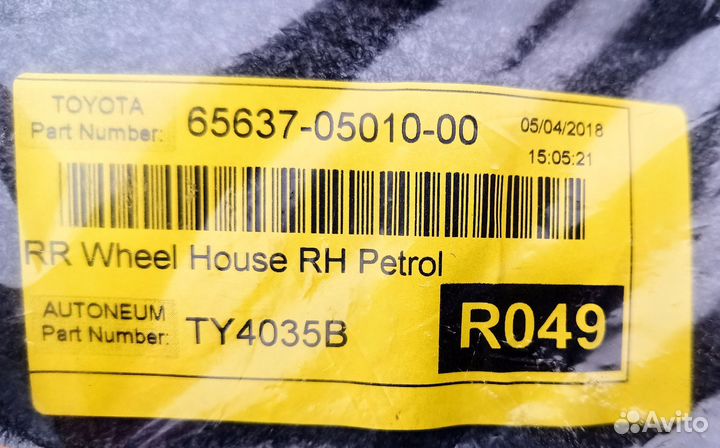 TOYOTA
Part Number: 65637-05010-00
05/04/2018
15:05:21
RR Wheel House RH Petrol
AUTONEUM
Part Number: TY4035B
R049
Avito